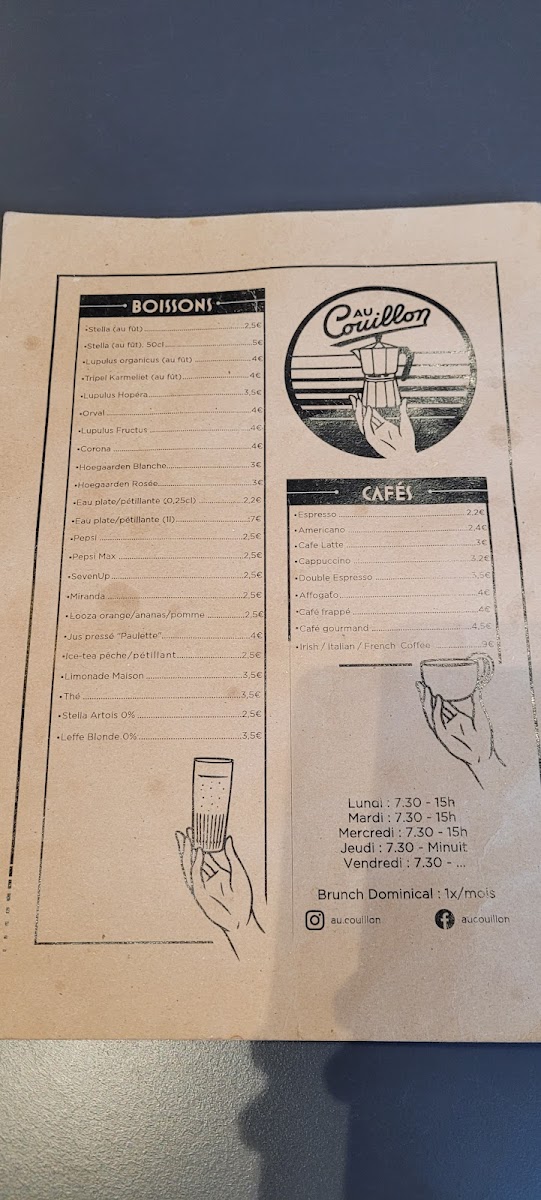 BOISSONS
•Stella (au fût) 2,5€
•Stella (au fût), 50cl 5€
•Lupulus organicus (au fût) 4€
•Tripel Karmeliet (au fût) 4€
•Lupulus Hopéra 3,5€
•Orval 4€
•Lupulus Fructus 4€
•Corona 4€
•Hoegaarden Blanche 3€
•Hoegaarden Rosée 3€
•Eau plate/pétillante (0,25cl) 2,2€
•Eau plate/pétillante (1l) 7€
•Pepsi 2,5€
•Pepsi Max 2,5€
•SevenUp 2,5€
•Miranda 2,5€
•Looza orange/ananas/pomme 2,5€
•Jus pressé "Paulette" 4€
•Ice-tea pêche/pétillant 2,5€
•Limonade Maison 3,5€
•Thé 3,5€
•Stella Artois 0% 2,5€
•Leffe Blonde 0% 3,5€
AU
Couillon
CAFÉS
•Espresso 2,2€
•Americano 2,4€
•Cafe Latte 3€
•Cappuccino 3,2€
•Double Espresso 3,5€
•Affogato 4€
•Café frappé 4€
•Café gourmand 4,5€
•Irish / Italian / French Coffee 9€
Lundi : 7.30 - 15h
Mardi : 7.30 - 15h
Mercredi : 7.30 - 15h
Jeudi : 7.30 - Minuit
Vendredi : 7.30 - ...
Brunch Dominical : 1x/mois
au.couillon
aucouillon